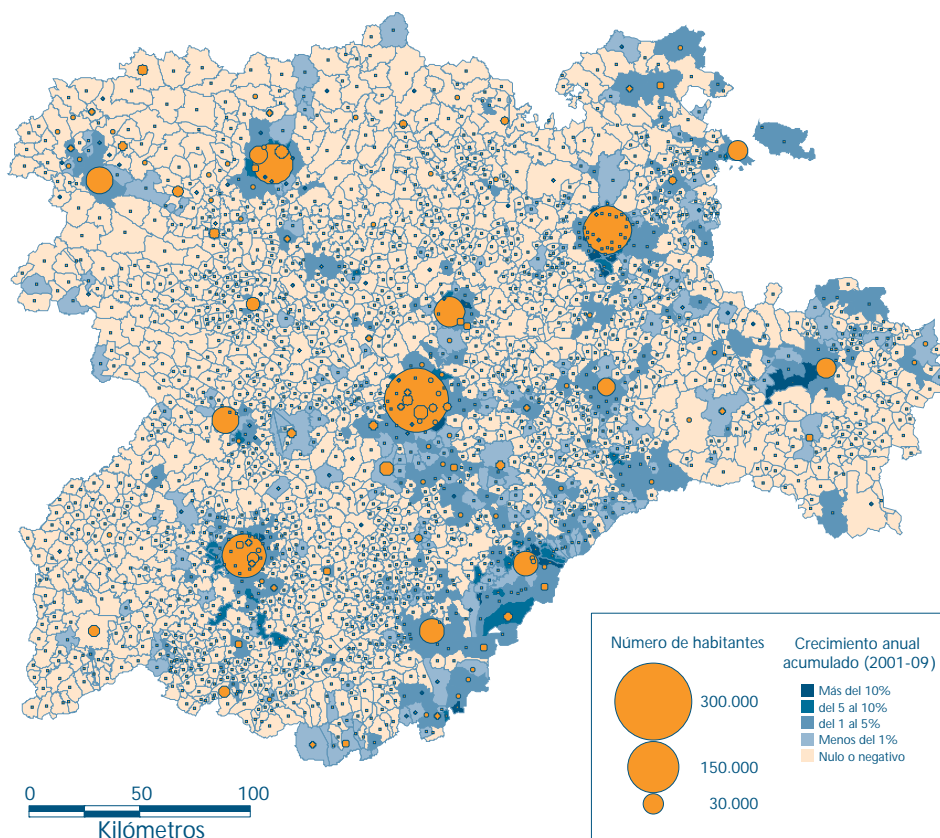 Número de habitantes
300.000
150.000
30.000
Crecimiento anual
acumulado (2001-09)
Más del 10%
del 5 al 10%
del 1 al 5%
Menos del 1%
Nulo o negativo
0 50 100
Kilómetros